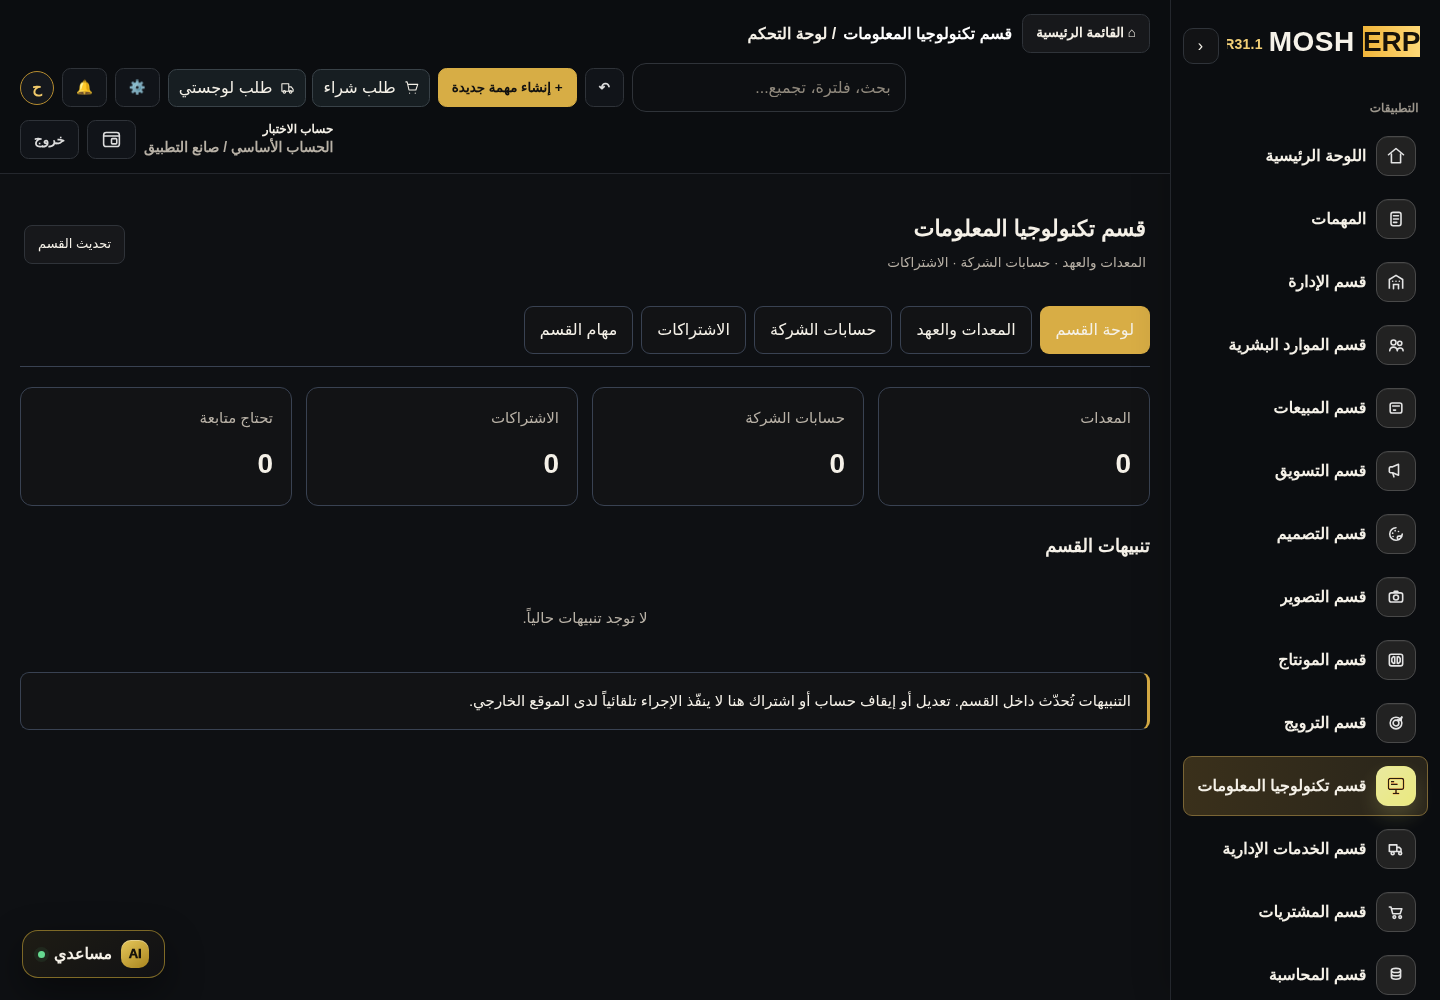 MOSH ERP R31.1
‹
التطبيقات
اللوحة الرئيسية
المهمات
قسم الإدارة
قسم الموارد البشرية
قسم المبيعات
قسم التسويق
قسم التصميم
قسم التصوير
قسم المونتاج
قسم الترويج
قسم تكنولوجيا المعلومات
قسم الخدمات الإدارية
قسم المشتريات
قسم المحاسبة
⌂ القائمة الرئيسية
قسم تكنولوجيا المعلومات / لوحة التحكم
بحث، فلترة، تجميع...
↶
+ إنشاء مهمة جديدة
طلب شراء
طلب لوجستي
ح
حساب الاختبار
الحساب الأساسي / صانع التطبيق
خروج
قسم تكنولوجيا المعلومات
المعدات والعهد · حسابات الشركة · الاشتراكات
تحديث القسم
لوحة القسم
المعدات والعهد
حسابات الشركة
الاشتراكات
مهام القسم
المعدات
0
حسابات الشركة
0
الاشتراكات
0
تحتاج متابعة
0
تنبيهات القسم
لا توجد تنبيهات حالياً.
التنبيهات تُحدّث داخل القسم. تعديل أو إيقاف حساب أو اشتراك هنا لا ينفّذ الإجراء تلقائياً لدى الموقع الخارجي.
AI مساعدي